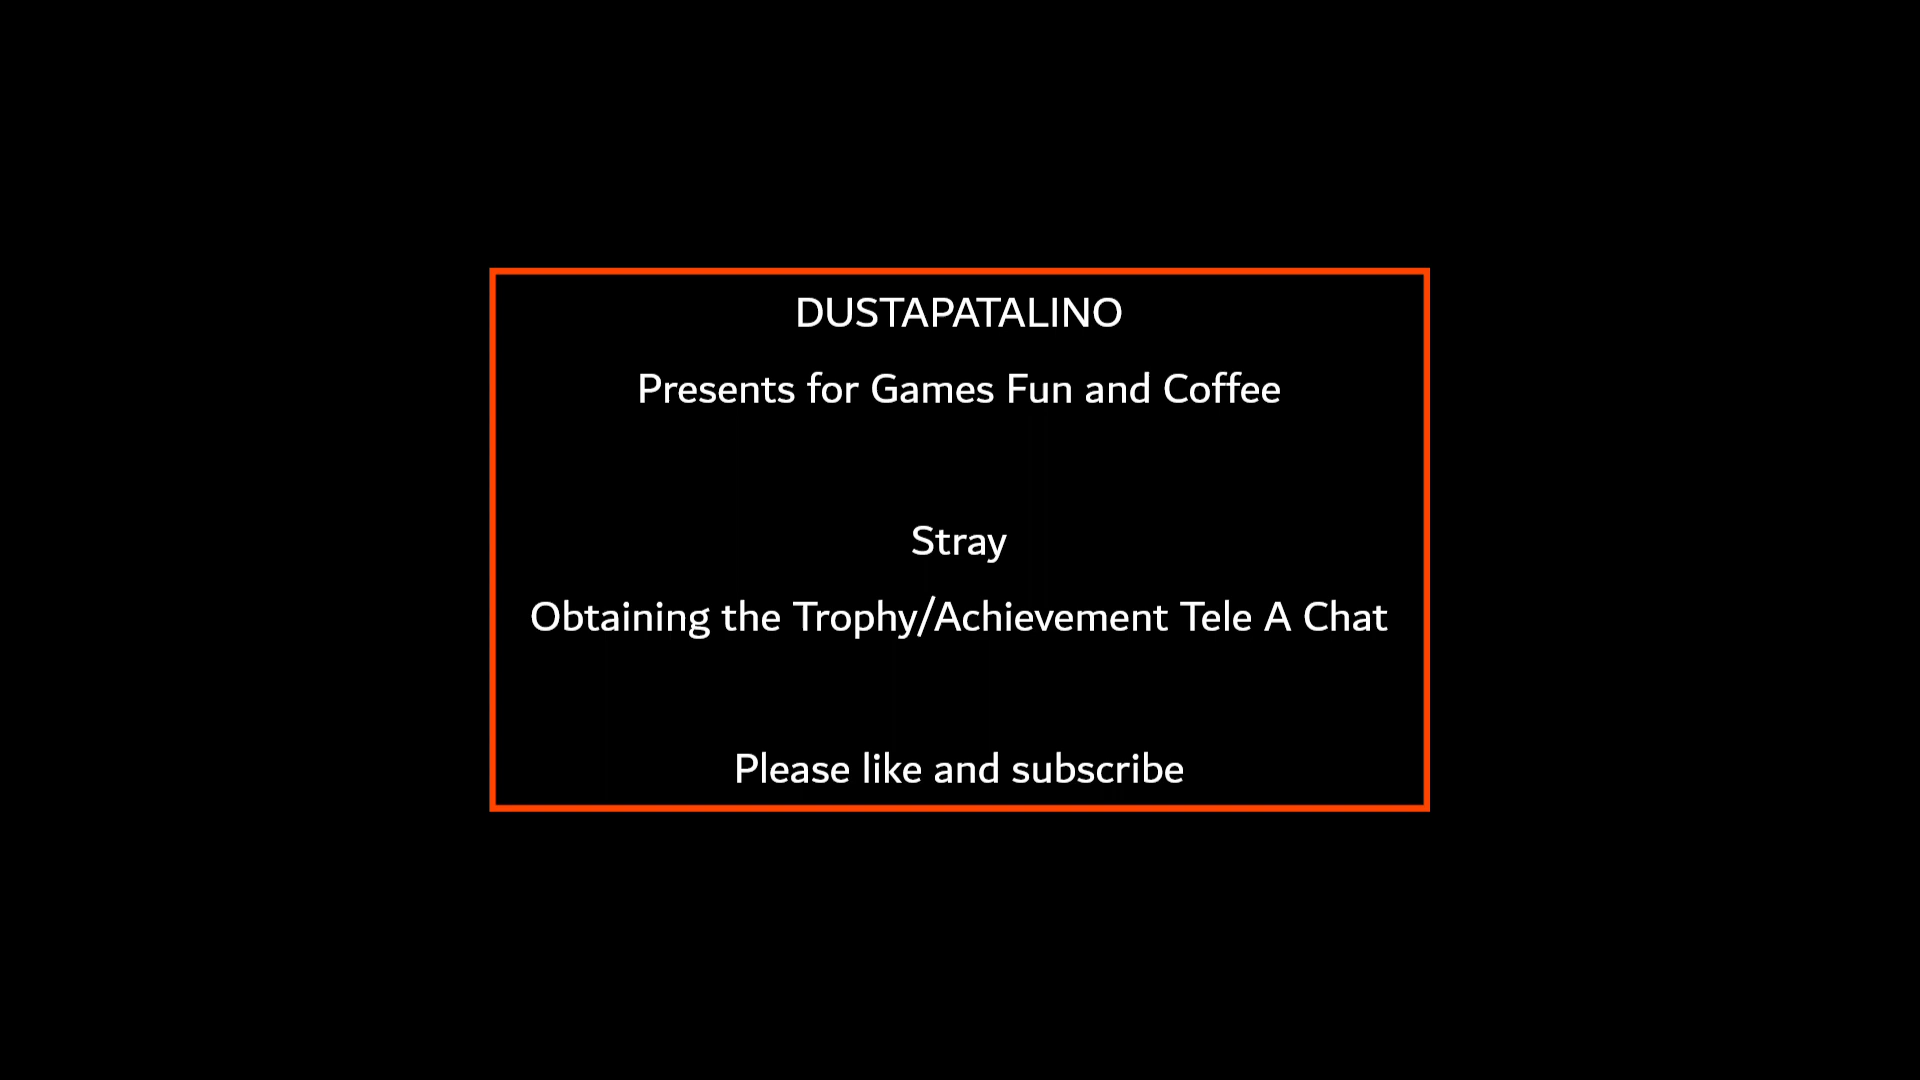 DUSTAPATALINO
Presents for Games Fun and Coffee
Stray
Obtaining the Trophy/Achievement Tele A Chat
Please like and subscribe